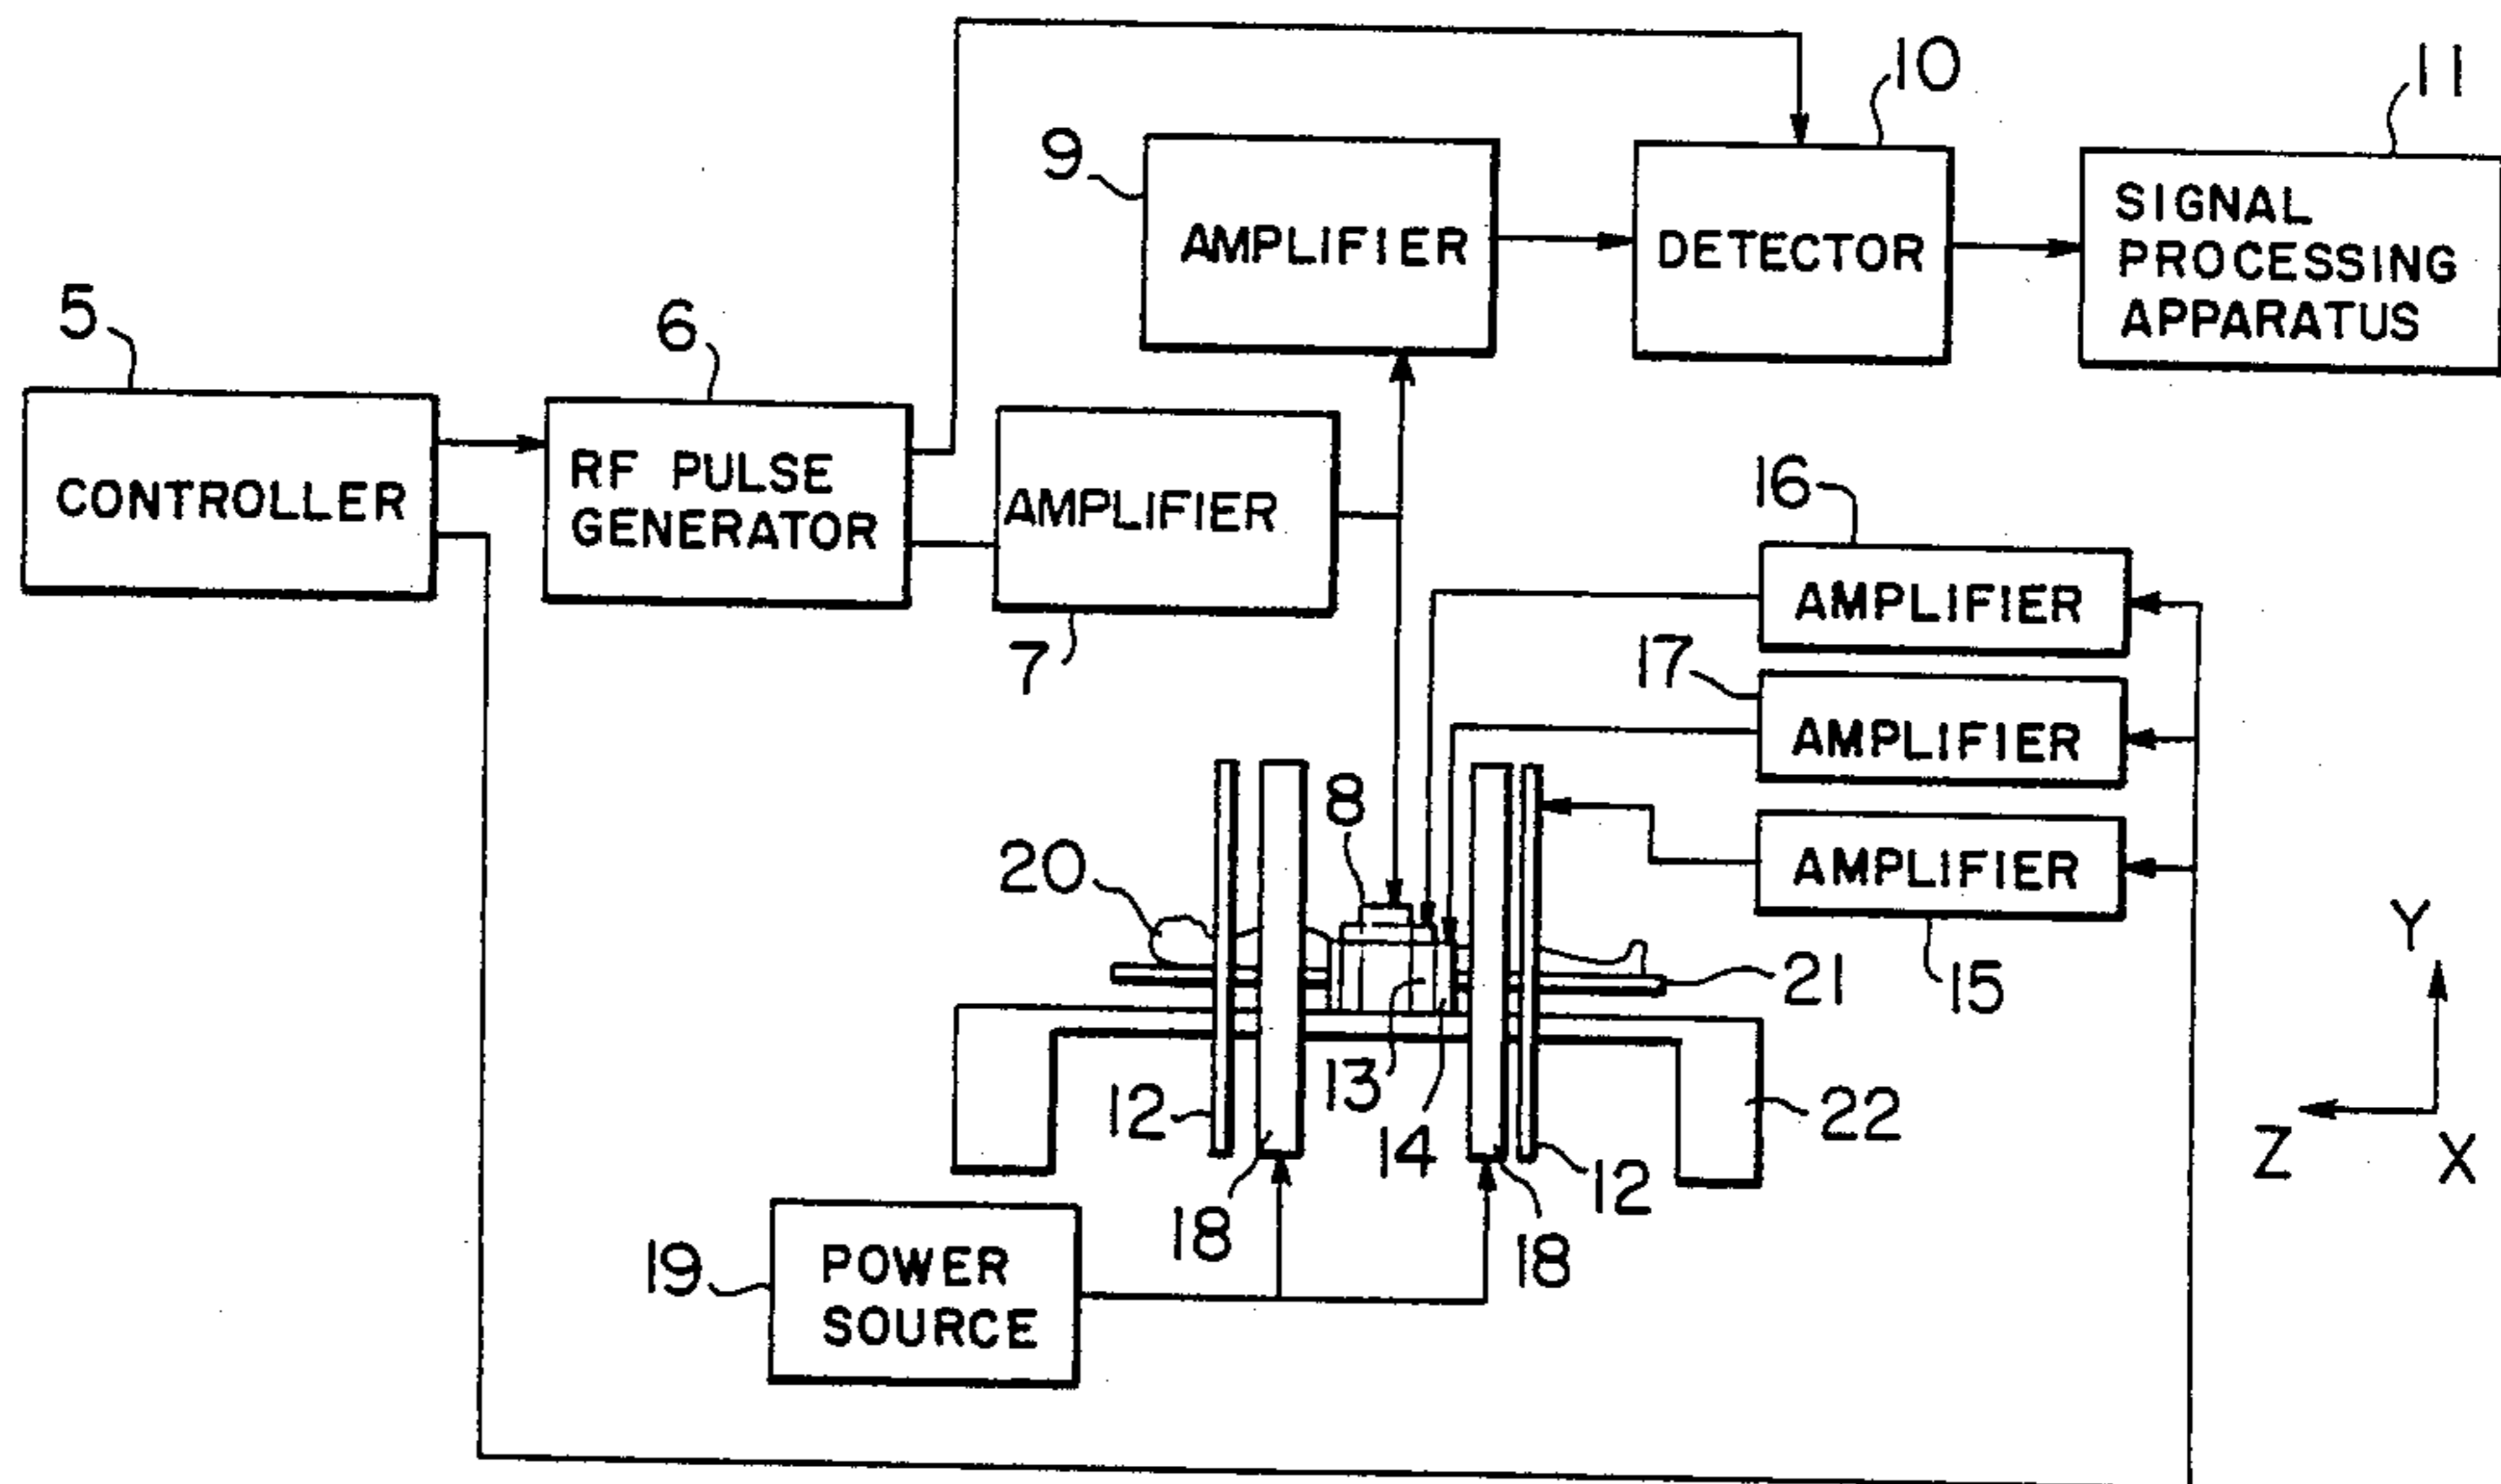 10
11
9
AMPLIFIER
DETECTOR
SIGNAL
PROCESSING
APPARATUS
5
6
CONTROLLER
RF PULSE
GENERATOR
AMPLIFIER
7
16
AMPLIFIER
17
AMPLIFIER
8
20
AMPLIFIER
15
21
Y
Z
X
12
13
14
18
18
12
22
19
POWER
SOURCE